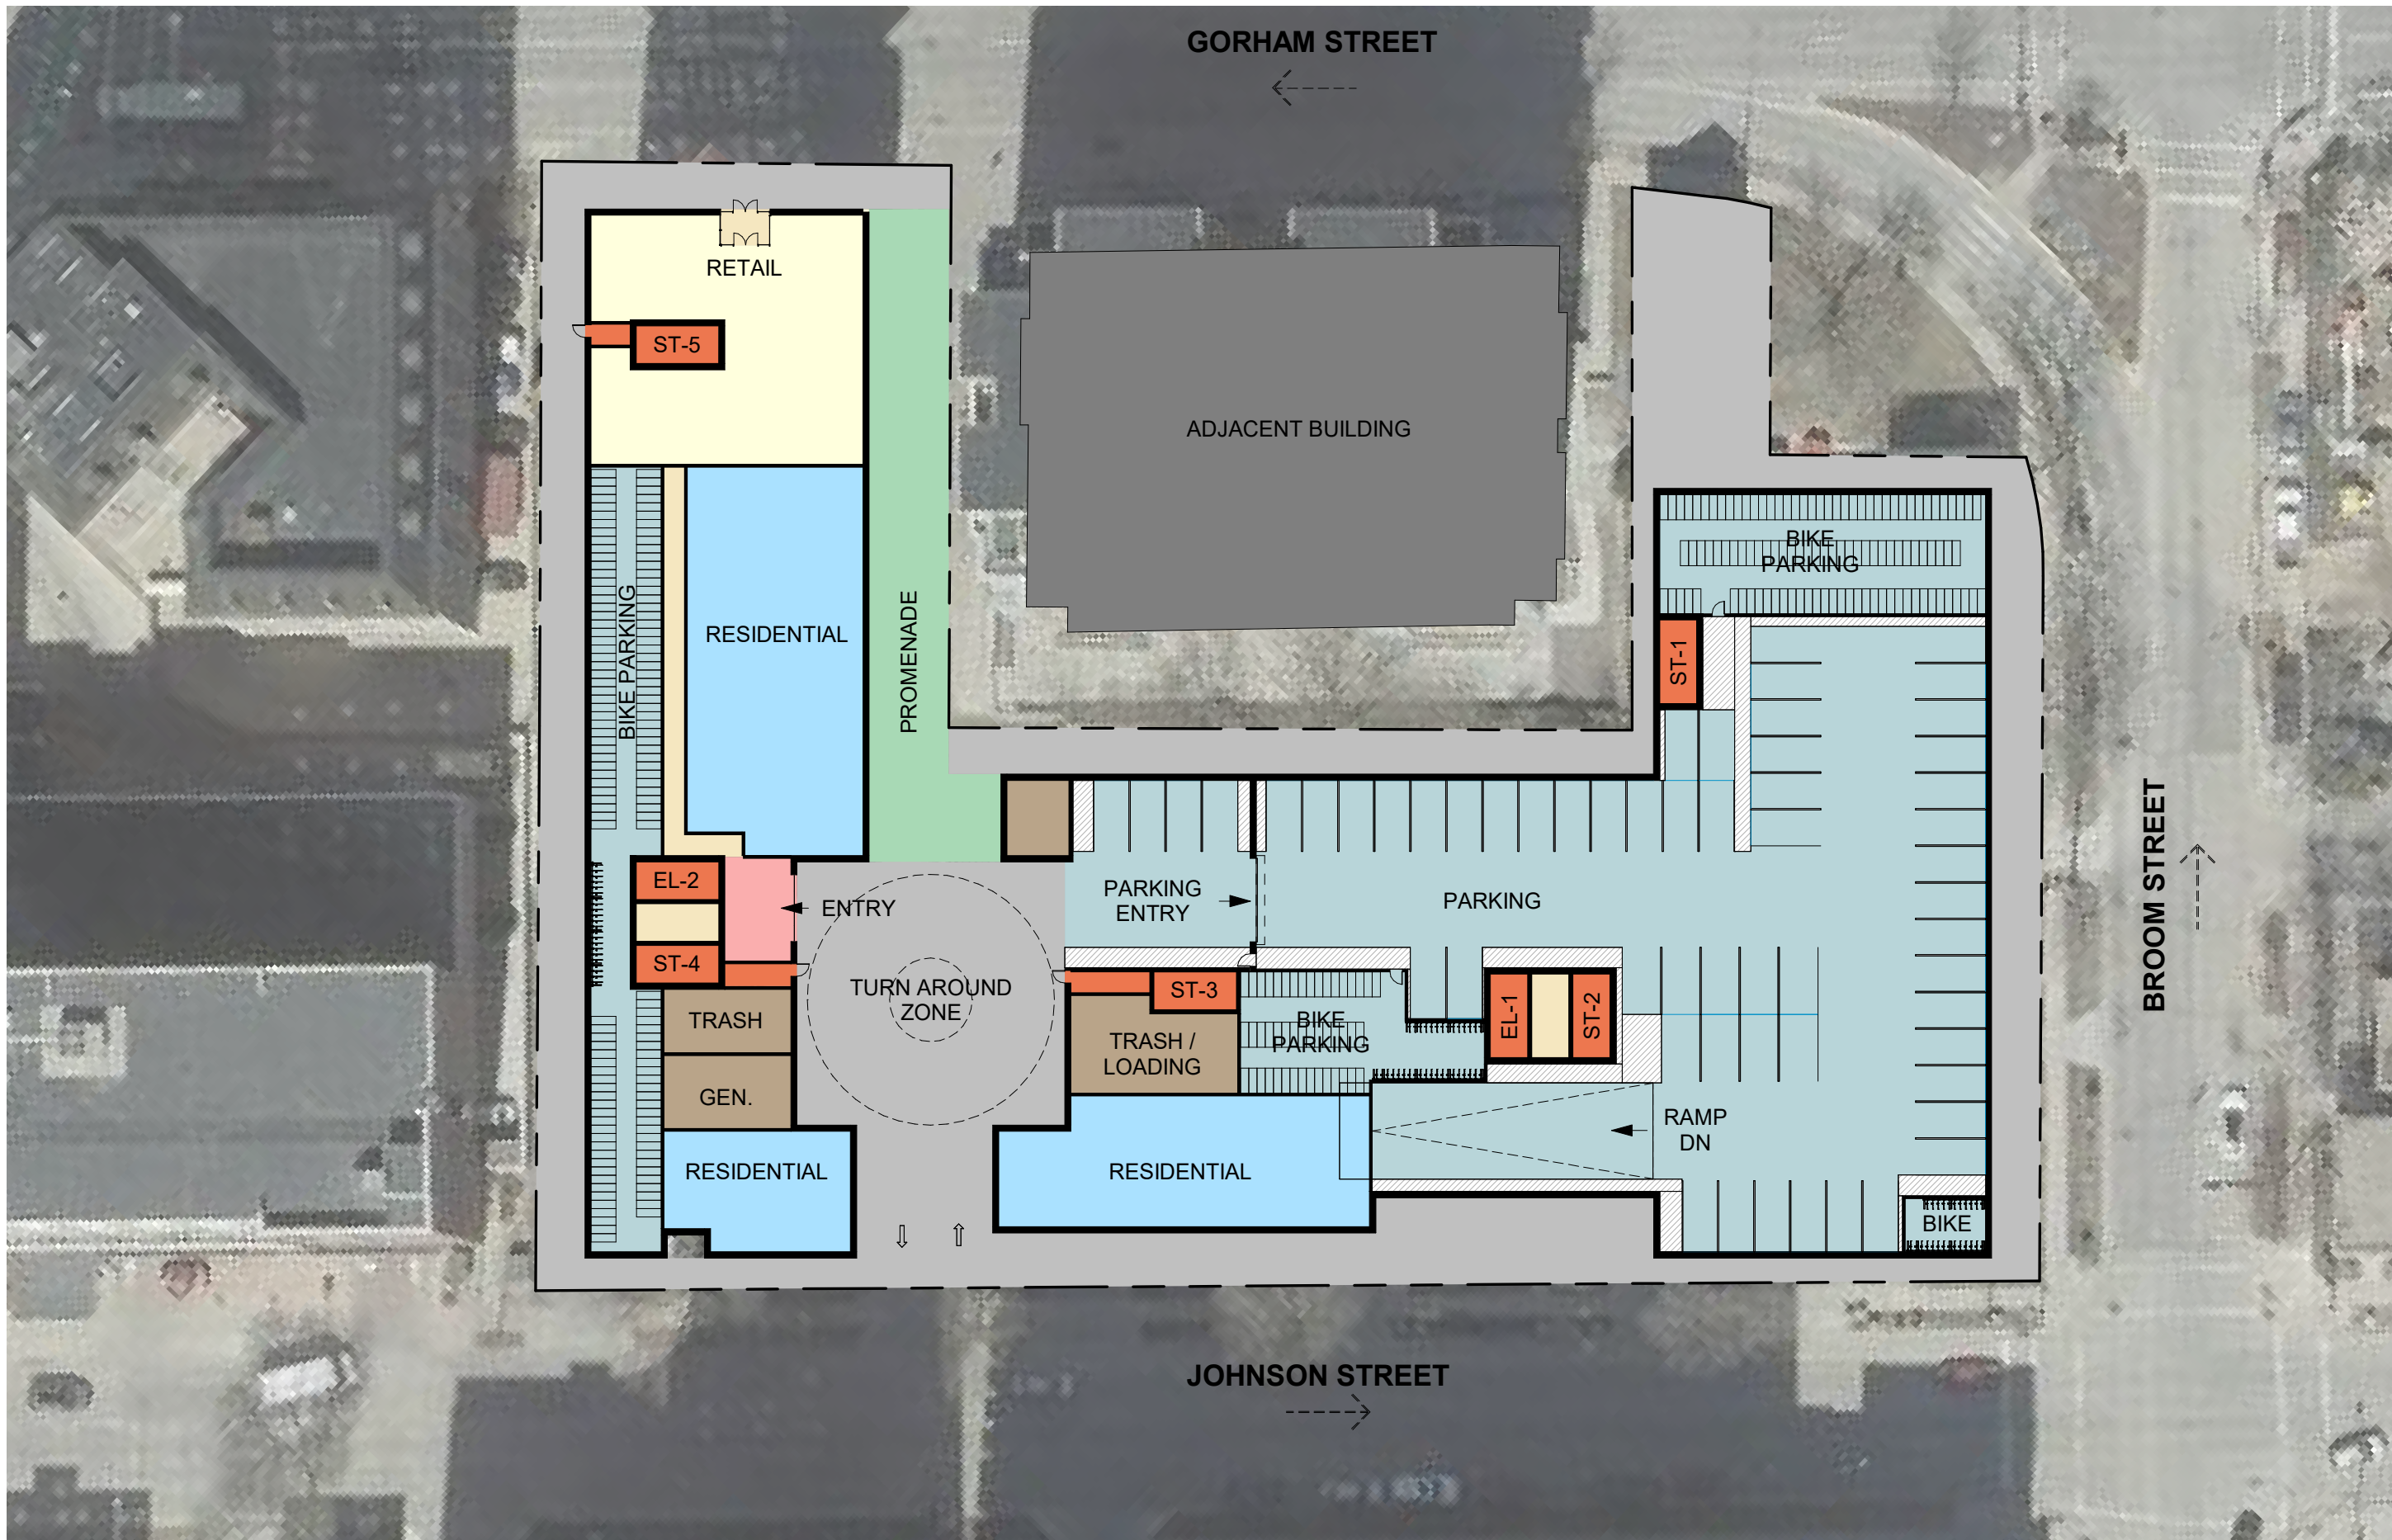 GORHAM STREET
RETAIL
ST-5
ADJACENT BUILDING
BIKE
PARKING
RESIDENTIAL
BIKE PARKING
PROMENADE
ST-1
EL-2
PARKING
ENTRY
PARKING
ENTRY
BROOM STREET
ST-4
TURN AROUND
ZONE
ST-3
EL-1
ST-2
TRASH
BIKE
PARKING
TRASH /
LOADING
GEN.
RAMP
DN
RESIDENTIAL
RESIDENTIAL
BIKE
JOHNSON STREET